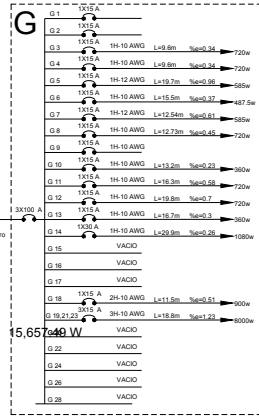 G
1X15 A
G 1
1X15 A
G 2
1X15 A
G 3 1H-10 AWG L=9.6m %e=0.34 720w
1X15 A
G 4 1H-10 AWG L=9.6m %e=0.34 720w
1X15 A
G 5 1H-12 AWG L=19.7m %e=0.96 585w
1X15 A
G 6 1H-10 AWG L=15.5m %e=0.37 487.5w
1X15 A
G 7 1H-12 AWG L=12.54m %e=0.61 585w
1X15 A
G 8 1H-10 AWG L=12.73m %e=0.45 720w
1X15 A
G 9 1H-10 AWG
1X15 A
G 10 1H-10 AWG L=13.2m %e=0.23 360w
1X15 A
G 11 1H-10 AWG L=16.3m %e=0.58 720w
1X15 A
G 12 1H-10 AWG L=19.8m %e=0.7 720w
3X100 A
1X15 A
G 13 1H-10 AWG L=16.7m %e=0.3 360w
1X30 A
G 14 1H-10 AWG L=29.9m %e=0.26 1080w
G 15 VACIO
G 16 VACIO
G 17 VACIO
1X15 A
G 18 2H-10 AWG L=11.5m %e=0.51 900w
3X15 A
G 19,21,23 3H-10 AWG L=18.8m %e=1.23 6000w
15,657.49 W
VACIO
G 22 VACIO
G 24 VACIO
G 26 VACIO
G 28 VACIO